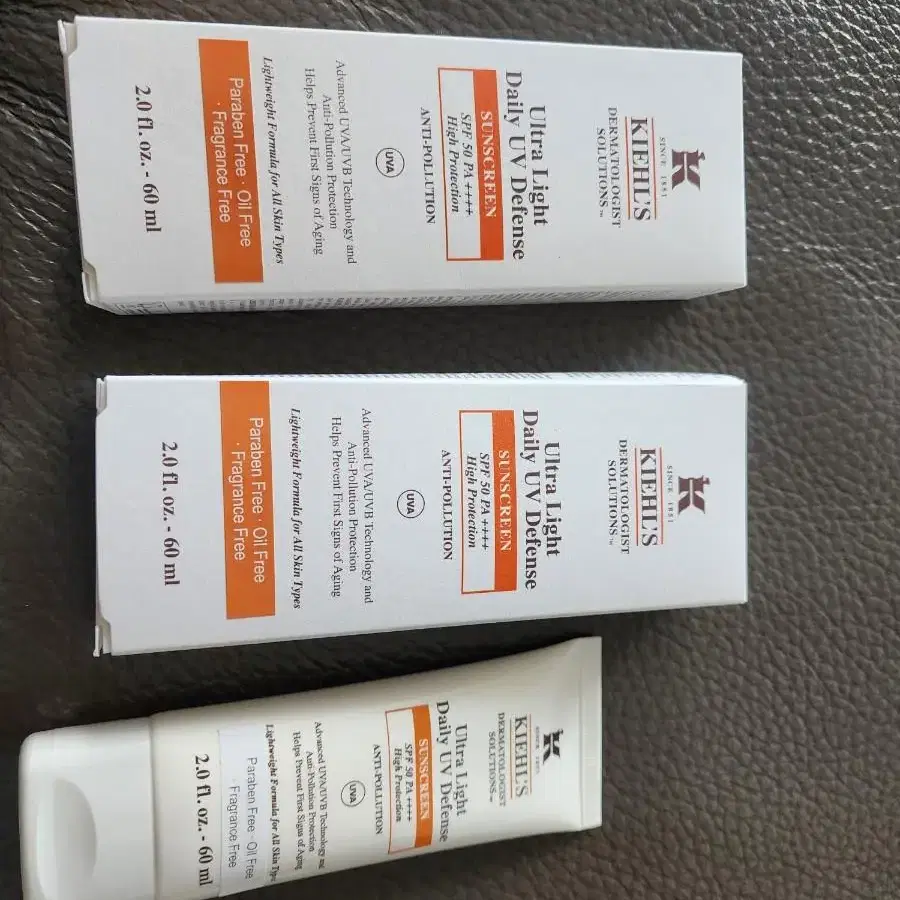 K
SINCE 1851
KIEHL'S
DERMATOLOGIST
SOLUTIONS™
Ultra Light
Daily UV Defense
SUNSCREEN
SPF 50 PA ++++
High Protection
ANTI-POLLUTION
UVA
Advanced UVA/UVB Technology and
Anti-Pollution Protection
Helps Prevent First Signs of Aging
Lightweight Formula for All Skin Types
Paraben Free · Oil Free
· Fragrance Free
2.0 fl. oz. - 60 ml
K
SINCE 1851
KIEHL'S
DERMATOLOGIST
SOLUTIONS™
Ultra Light
Daily UV Defense
SUNSCREEN
SPF 50 PA ++++
High Protection
ANTI-POLLUTION
UVA
Advanced UVA/UVB Technology and
Anti-Pollution Protection
Helps Prevent First Signs of Aging
Lightweight Formula for All Skin Types
Paraben Free · Oil Free
· Fragrance Free
2.0 fl. oz. - 60 ml
K
SINCE 1851
KIEHL'S
DERMATOLOGIST
SOLUTIONS™
Ultra Light
Daily UV Defense
SUNSCREEN
SPF 50 PA ++++
High Protection
ANTI-POLLUTION
UVA
Advanced UVA/UVB Technology and
Anti-Pollution Protection
Helps Prevent First Signs of Aging
Lightweight Formula for All Skin Typ
Paraben Free · Oil Free
· Fragrance Free
2.0 fl. oz. - 60 ml